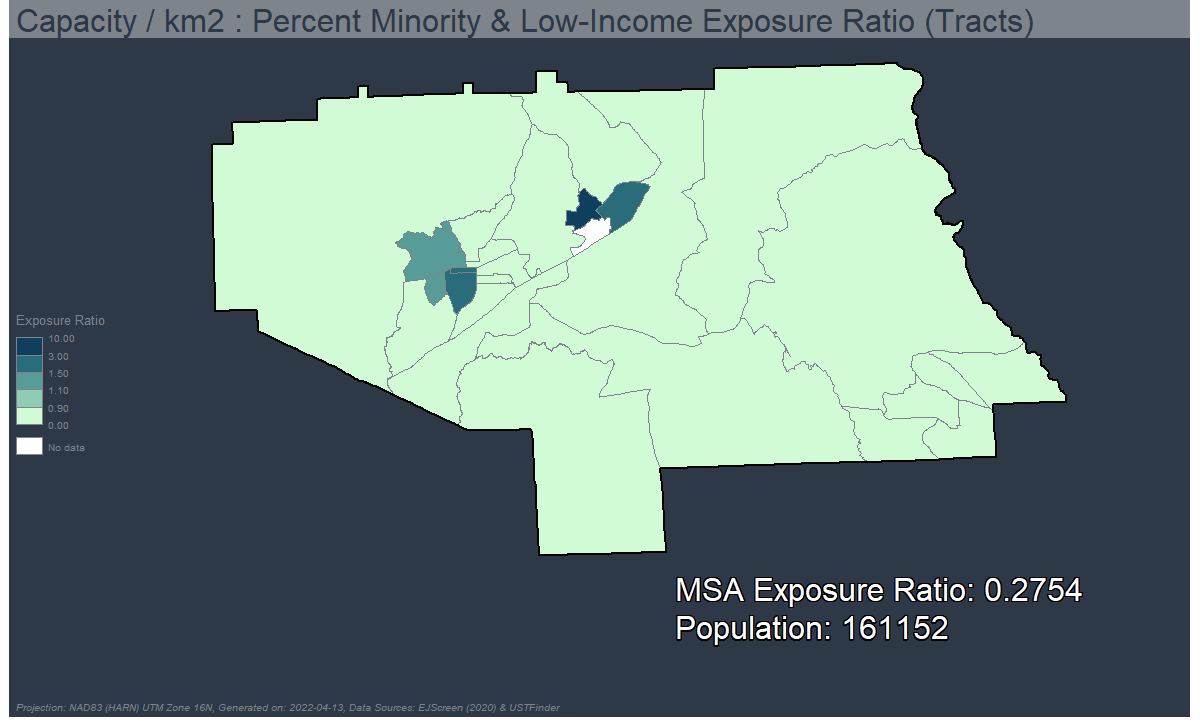 Capacity / km2 : Percent Minority & Low-Income Exposure Ratio (Tracts)
Exposure Ratio
10.00
3.00
1.50
1.10
0.90
0.00
No data
MSA Exposure Ratio: 0.2754
Population: 161152
Projection: NAD83 (HARN) UTM Zone 16N, Generated on: 2022-04-13, Data Sources: EJScreen (2020) & USTFinder